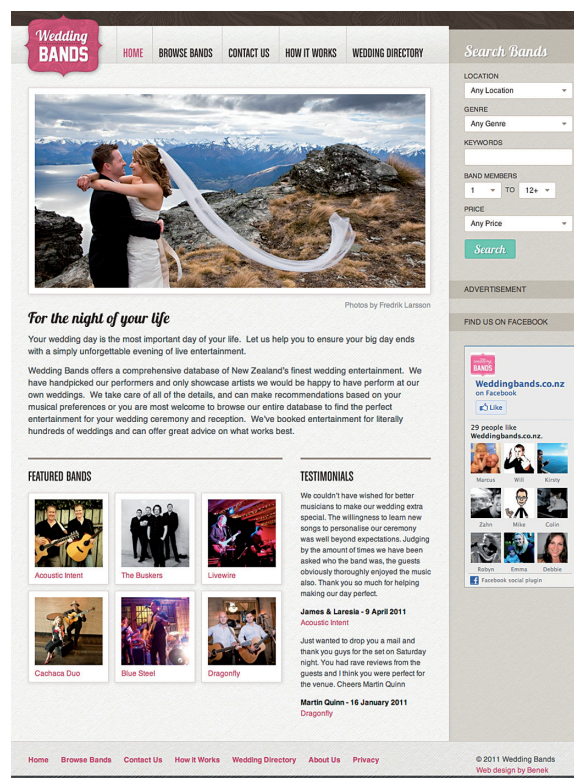 Wedding
BANDS
HOME
BROWSE BANDS
CONTACT US
HOW IT WORKS
WEDDING DIRECTORY
Search Bands
LOCATION
Any Location
GENRE
Any Genre
KEYWORDS
BAND MEMBERS
1 TO 12+
PRICE
Any Price
Search
ADVERTISEMENT
FIND US ON FACEBOOK
wedding
BANDS
Weddingbands.co.nz
on Facebook
Like
29 people like
Weddingbands.co.nz.
Marcus Will Kirsty
Zahn Mike Colin
Robyn Emma Debbie
Facebook social plugin
Photos by Fredrik Larsson
For the night of your life
Your wedding day is the most important day of your life. Let us help you to ensure your big day ends
with a simply unforgettable evening of live entertainment.
Wedding Bands offers a comprehensive database of New Zealand's finest wedding entertainment. We
have handpicked our performers and only showcase artists we would be happy to have perform at our
own weddings. We take care of all of the details, and can make recommendations based on your
musical preferences or you are most welcome to browse our entire database to find the perfect
entertainment for your wedding ceremony and reception. We've booked entertainment for literally
hundreds of weddings and can offer great advice on what works best.
FEATURED BANDS
Acoustic Intent
The Buskers
Livewire
Cachaca Duo
Blue Steel
Dragonfly
TESTIMONIALS
We couldn't have wished for better
musicians to make our wedding extra
special. The willingness to learn new
songs to personalise our ceremony
was well beyond expectations. Judging
by the amount of times we have been
asked who the band was, the guests
obviously thoroughly enjoyed the music
also. Thank you so much for helping
making our day perfect.
James & Laresia - 9 April 2011
Acoustic Intent
Just wanted to drop you a mail and
thank you guys for the set on Saturday
night. You had rave reviews from the
guests and I think you were perfect for
the venue. Cheers Martin Quinn
Martin Quinn - 16 January 2011
Dragonfly
Home
Browse Bands
Contact Us
How it Works
Wedding Directory
About Us
Privacy
© 2011 Wedding Bands
Web design by Benek